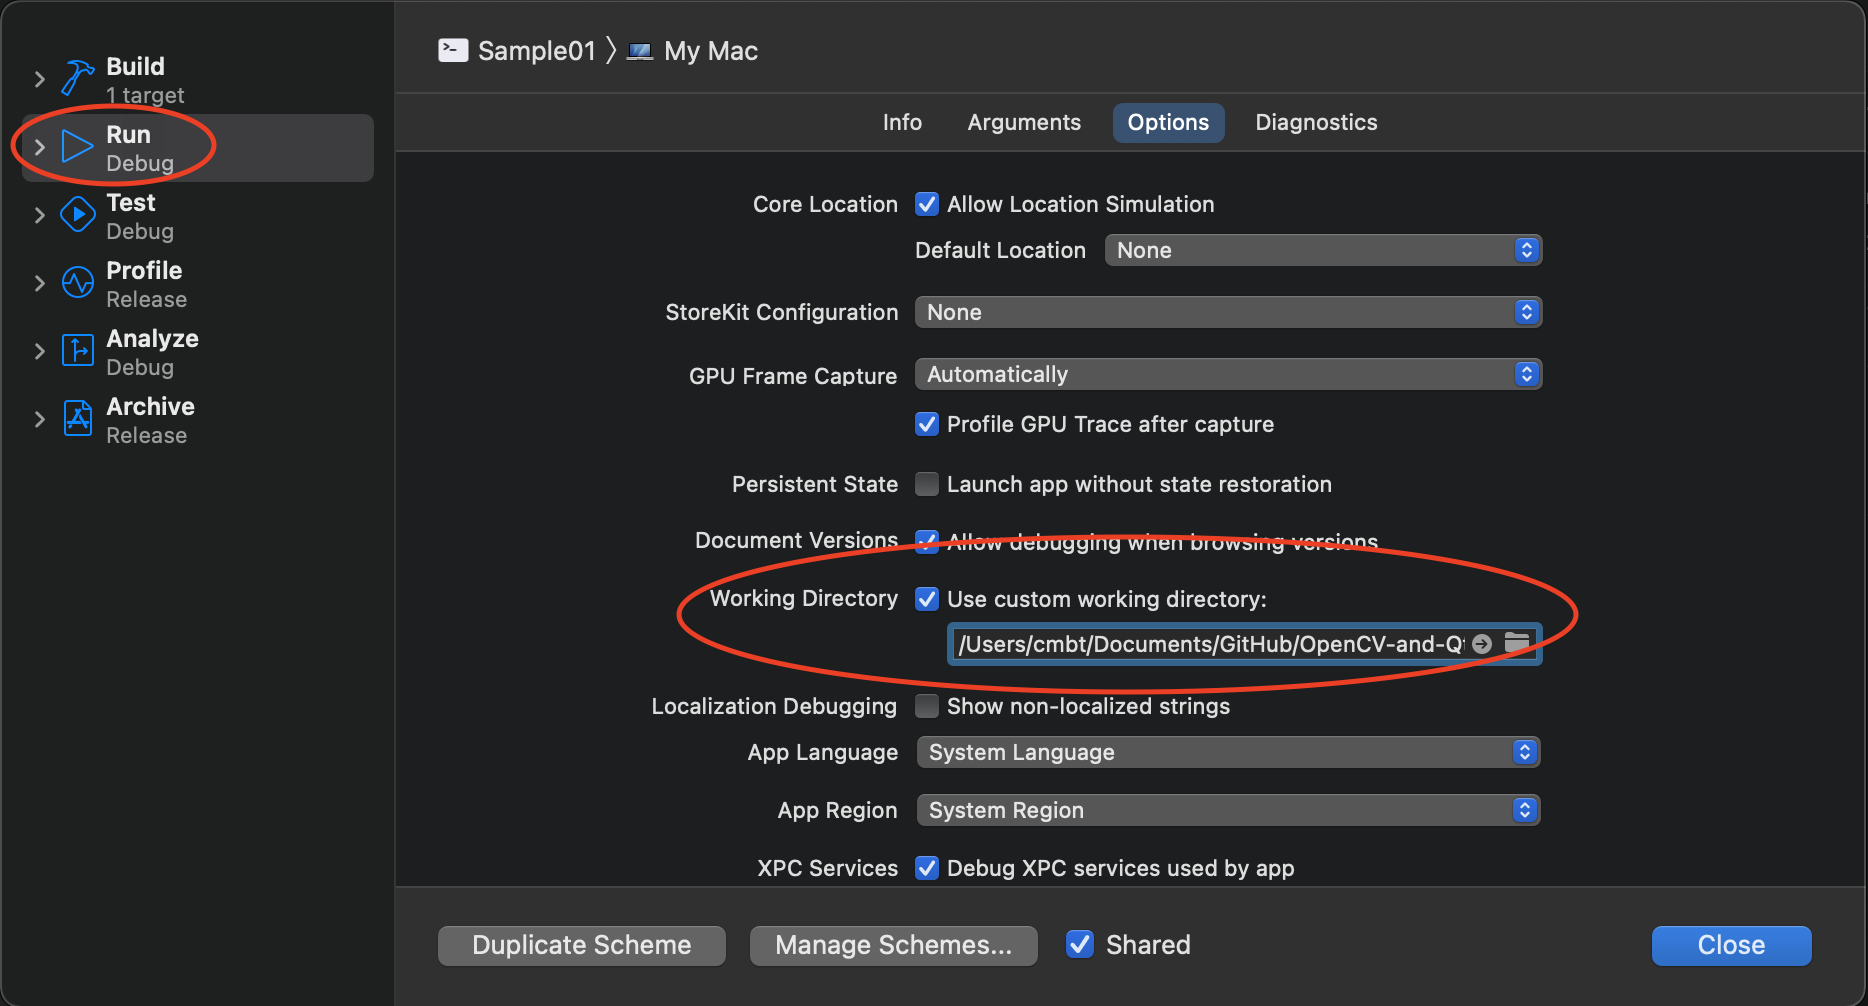 Build
1 target
Run
Debug
Test
Debug
Profile
Release
Analyze
Debug
Archive
Release
Sample01 〉 My Mac
Info Arguments Options Diagnostics
Core Location Allow Location Simulation
Default Location None
StoreKit Configuration None
GPU Frame Capture Automatically
Profile GPU Trace after capture
Persistent State Launch app without state restoration
Document Versions Allow debugging when browsing versions
Working Directory Use custom working directory:
/Users/cmbt/Documents/GitHub/OpenCV-and-Qt
Localization Debugging Show non-localized strings
App Language System Language
App Region System Region
XPC Services Debug XPC services used by app
Duplicate Scheme Manage Schemes... Shared Close